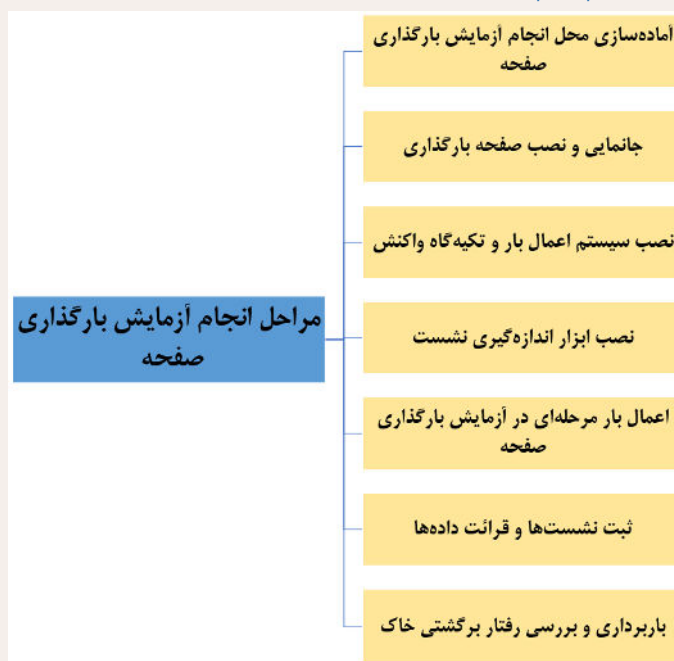 آماده‌سازی محل انجام آزمایش بارگذاری
صفحه
جانمایی و نصب صفحه بارگذاری
نصب سیستم اعمال بار و تکیه‌گاه واکنش
مراحل انجام آزمایش بارگذاری
صفحه
نصب ابزار اندازه‌گیری نشست
اعمال بار مرحله‌ای در آزمایش بارگذاری
صفحه
ثبت نشست‌ها و قرائت داده‌ها
باربرداری و بررسی رفتار برگشتی خاک